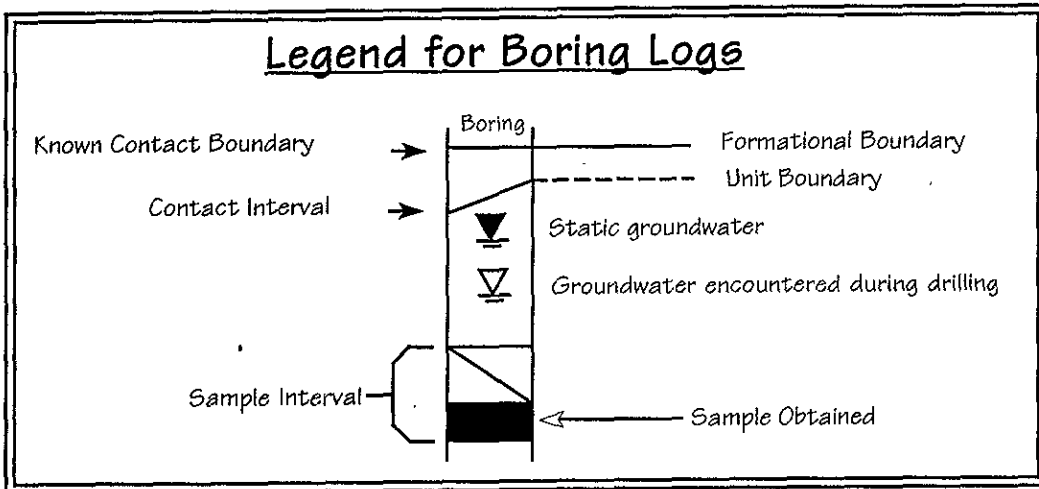 Legend for Boring Logs
Boring
Known Contact Boundary
Formational Boundary
Unit Boundary
Contact Interval
Static groundwater
Groundwater encountered during drilling
Sample Interval
Sample Obtained